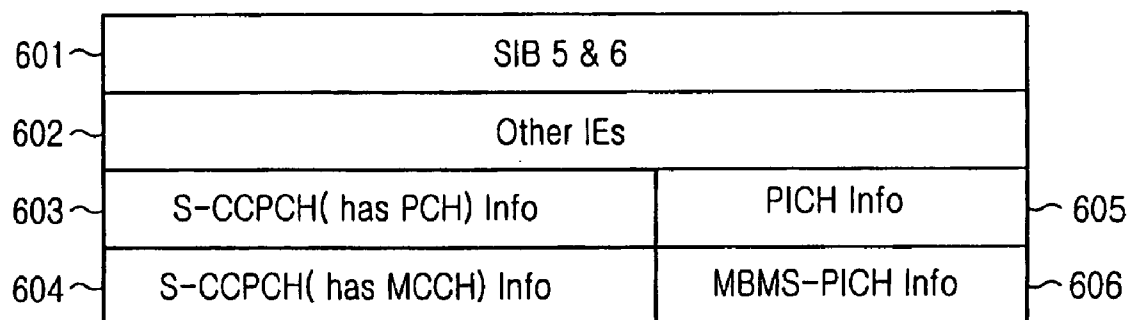 601 SIB 5 & 6
602 Other IEs
603 S-CCPCH( has PCH) Info PICH Info 605
604 S-CCPCH( has MCCH) Info MBMS-PICH Info 606